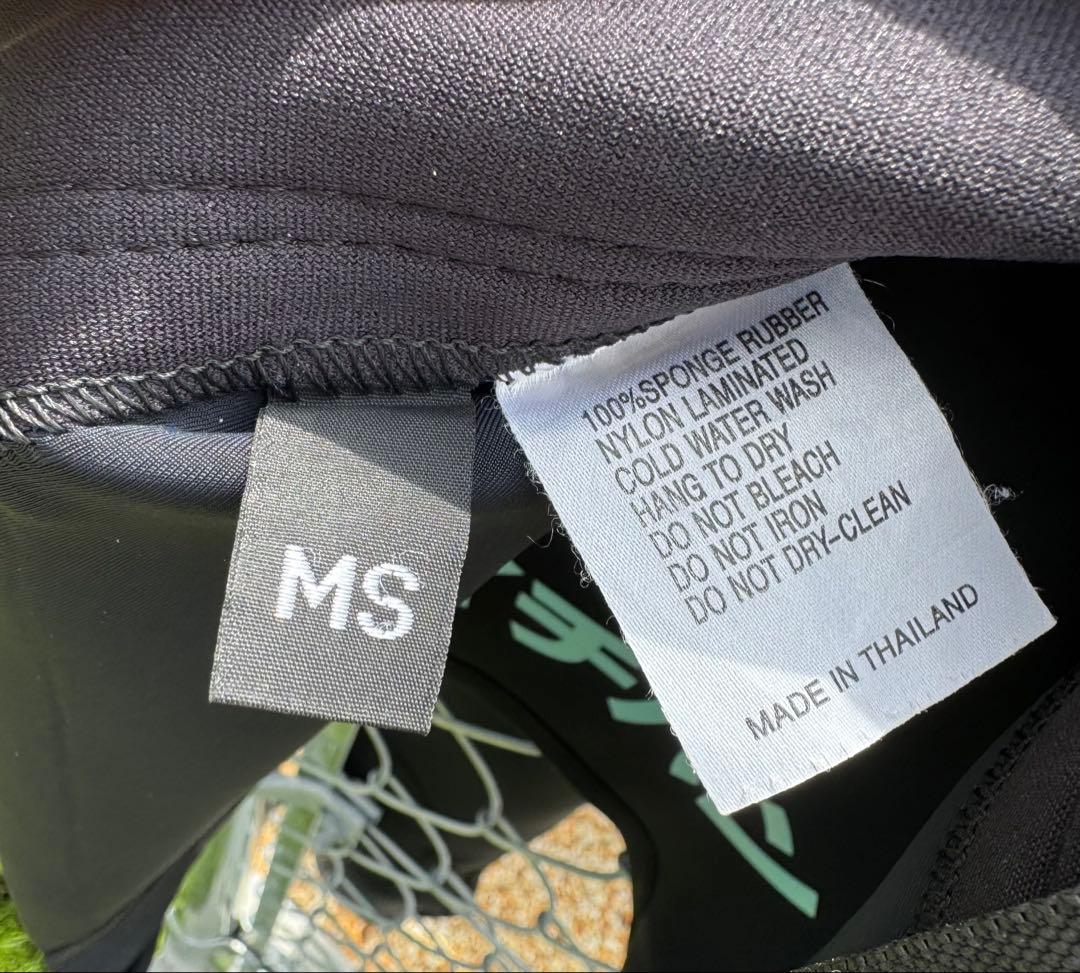 MS
100%SPONGE RUBBER
NYLON LAMINATED
COLD WATER WASH
HANG TO DRY
DO NOT BLEACH
DO NOT IRON
DO NOT DRY-CLEAN
MADE IN THAILAND